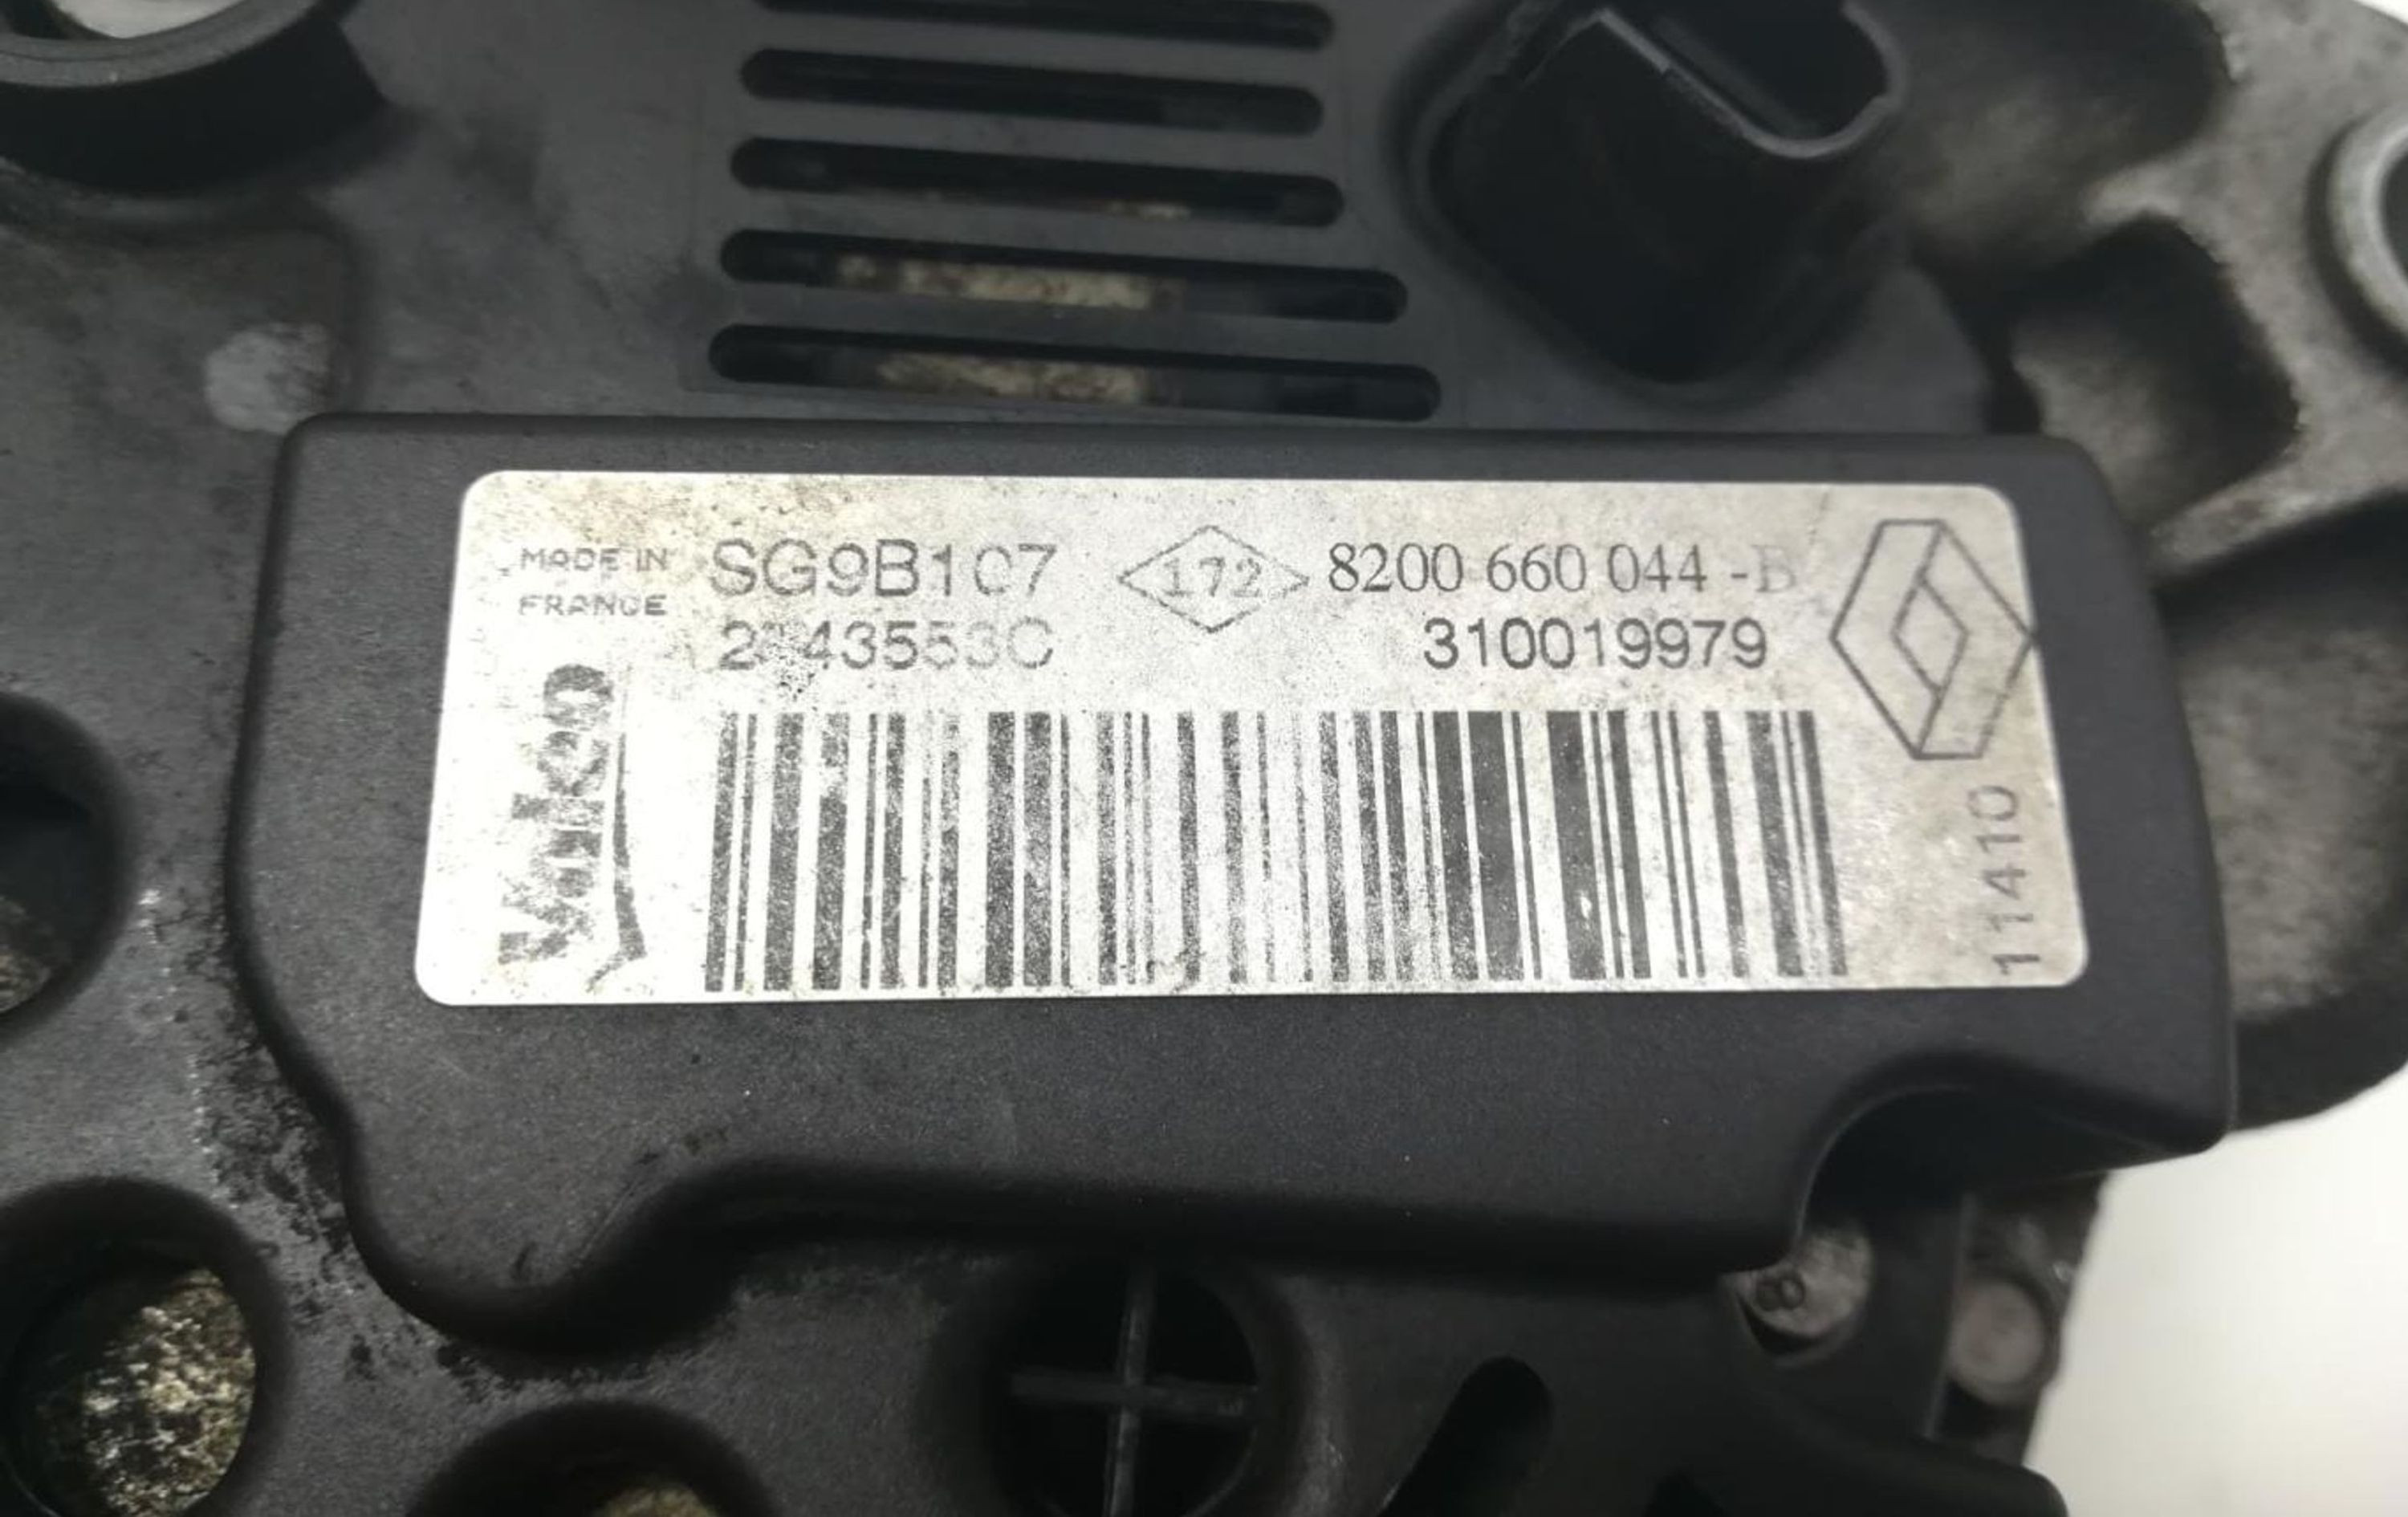 MADE IN
FRANCE
SG9B107
172
8200 660 044 -B
310019979
Valeo
11410